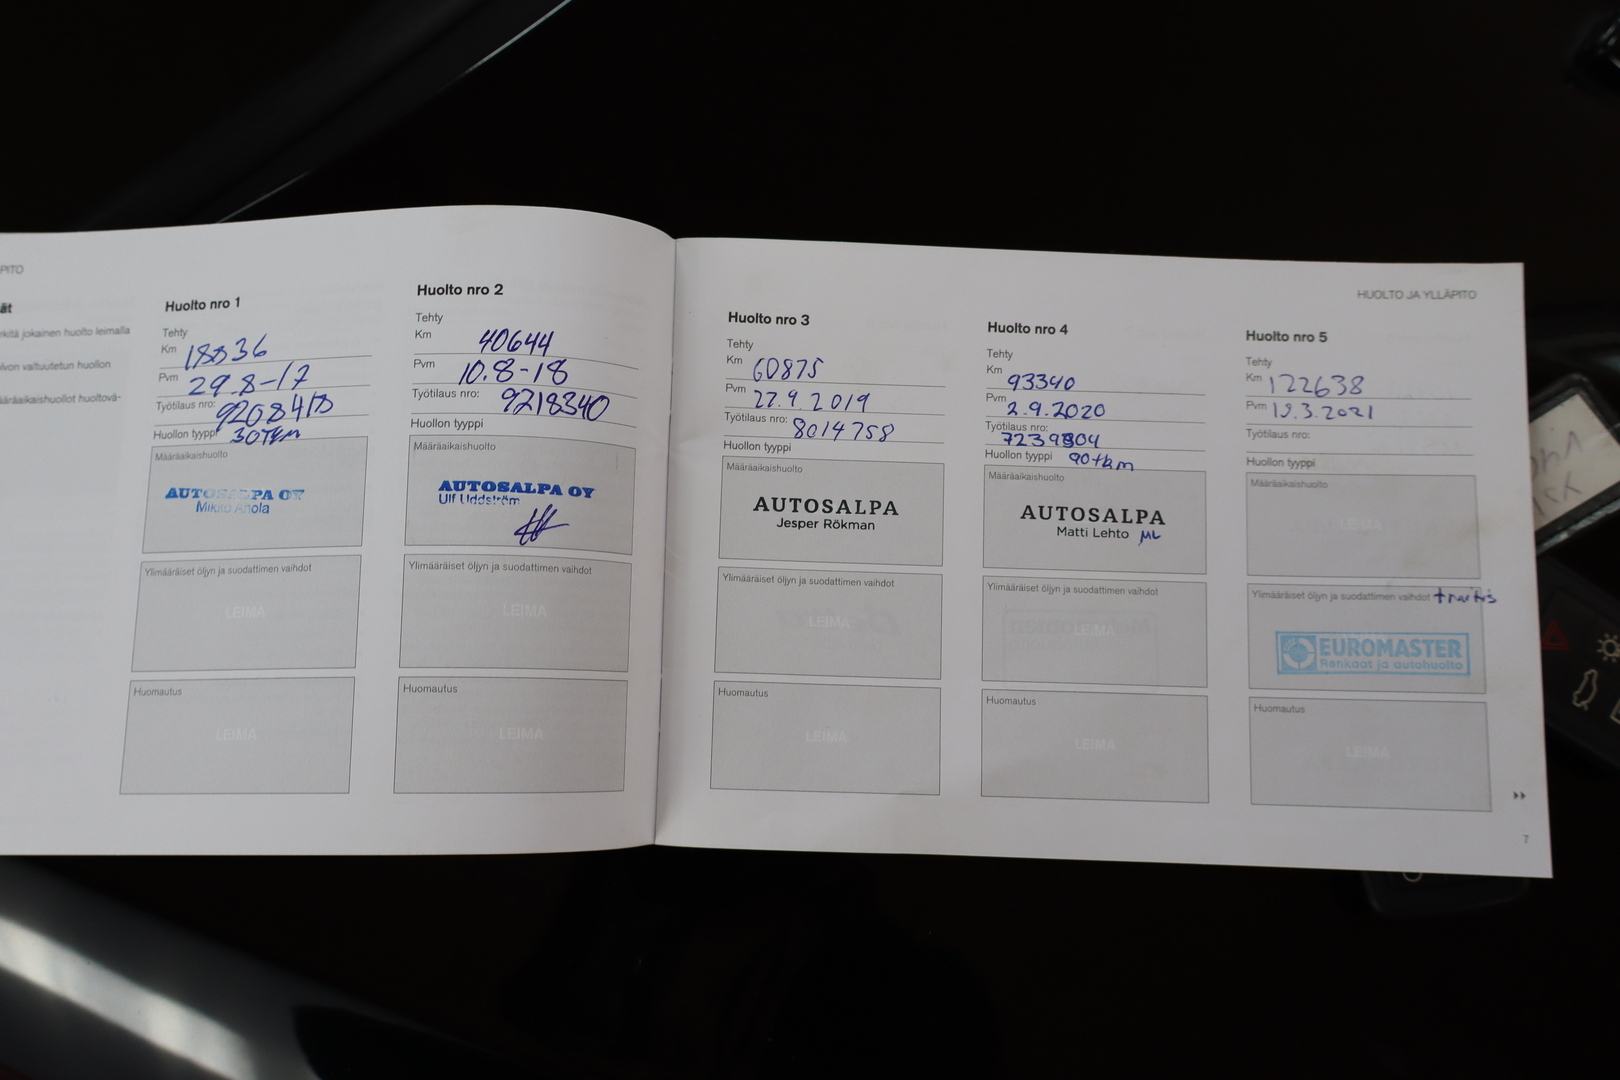 PITO
ät
rkitä jokainen huolto leimalla
lvon valtuutetun huollon
ääräaikaishuollot huoltovä-
Huolto nro 1
Tehty
Km 18836
Pvm 29.8-17
Työtilaus nro: 9208418
Huollon tyyppi 30TKM
Määräaikaishuolto
AUTOSALPA OY
Ahola
Ylimääräiset öljyn ja suodattimen vaihdot
LEIMA
Huomautus
LEIMA
Huolto nro 2
Tehty
Km 40644
Pvm 10.8-18
Työtilaus nro: 9218340
Huollon tyyppi
Määräaikaishuolto
AUTOSALPA OY
Ulf Uddström
Ylimääräiset öljyn ja suodattimen vaihdot
LEIMA
Huomautus
LEIMA
HUOLTO JA YLLÄPITO
Huolto nro 3
Tehty
Km 60875
Pvm 27.9.2019
Työtilaus nro: 8014758
Huollon tyyppi
Määräaikaishuolto
AUTOSALPA
Jesper Rökman
Ylimääräiset öljyn ja suodattimen vaihdot
LEIMA
Huomautus
LEIMA
Huolto nro 4
Tehty
Km 93340
Pvm 2.9.2020
Työtilaus nro:
7239804
Huollon tyyppi 90tkm
Määräaikaishuolto
AUTOSALPA
Matti Lehto ML
Ylimääräiset öljyn ja suodattimen vaihdot
LEIMA
Huomautus
LEIMA
Huolto nro 5
Tehty
Km 122638
Pvm
Työtilaus nro:
Huollon tyyppi
Määräaikaishuolto
LEIMA
Ylimääräiset öljyn ja suodattimen vaihdot
EUROMASTER
Renkaat ja autohuolto
Huomautus
LEIMA
7